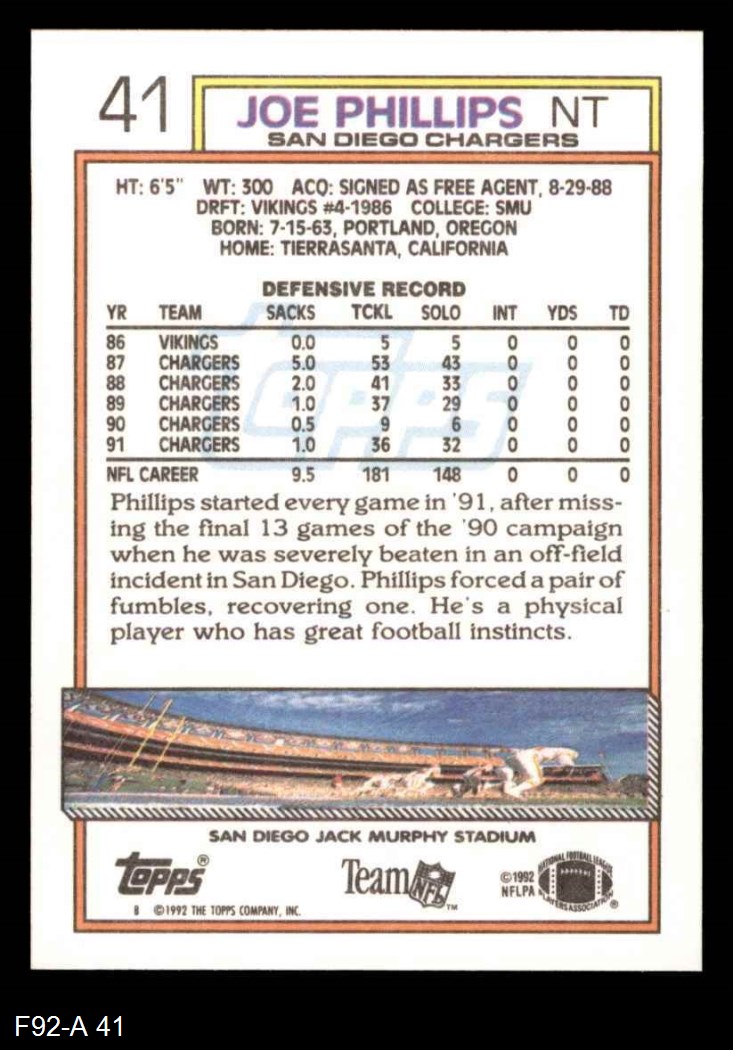 41
JOE PHILLIPS NT
SAN DIEGO CHARGERS
HT: 6'5" WT: 300 ACQ: SIGNED AS FREE AGENT, 8-29-88
DRFT: VIKINGS #4-1986 COLLEGE: SMU
BORN: 7-15-63, PORTLAND, OREGON
HOME: TIERRASANTA, CALIFORNIA
DEFENSIVE RECORD
YR TEAM SACKS TCKL SOLO INT YDS TD
86 VIKINGS 0.0 5 5 0 0 0
87 CHARGERS 5.0 53 43 0 0 0
88 CHARGERS 2.0 41 33 0 0 0
89 CHARGERS 1.0 37 29 0 0 0
90 CHARGERS 0.5 9 6 0 0 0
91 CHARGERS 1.0 36 32 0 0 0
NFL CAREER 9.5 181 148 0 0 0
TOPPS
Phillips started every game in '91, after miss-
ing the final 13 games of the '90 campaign
when he was severely beaten in an off-field
incident in San Diego. Phillips forced a pair of
fumbles, recovering one. He's a physical
player who has great football instincts.
SAN DIEGO JACK MURPHY STADIUM
Topps®
Team NFL™
©1992
NFLPA
NATIONAL FOOTBALL LEAGUE
PLAYERS ASSOCIATION ®
B ©1992 THE TOPPS COMPANY, INC.
F92-A 41